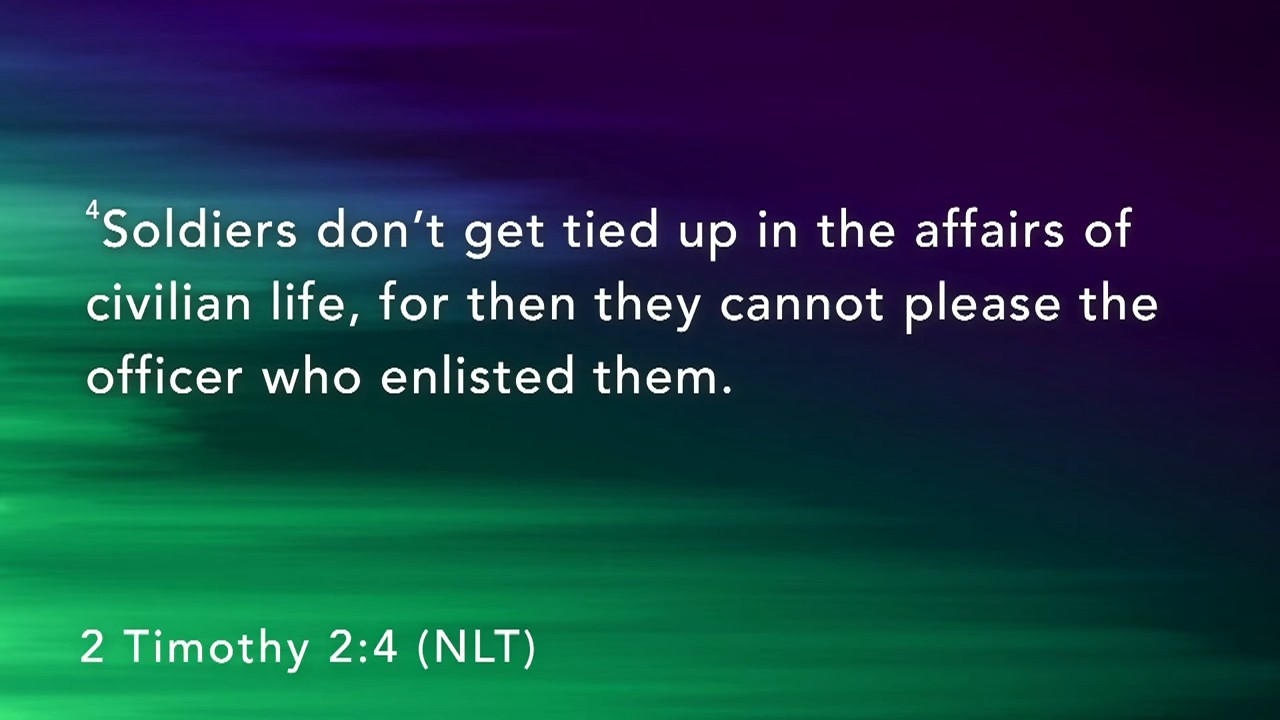 ⁴Soldiers don’t get tied up in the affairs of
civilian life, for then they cannot please the
officer who enlisted them.
2 Timothy 2:4 (NLT)